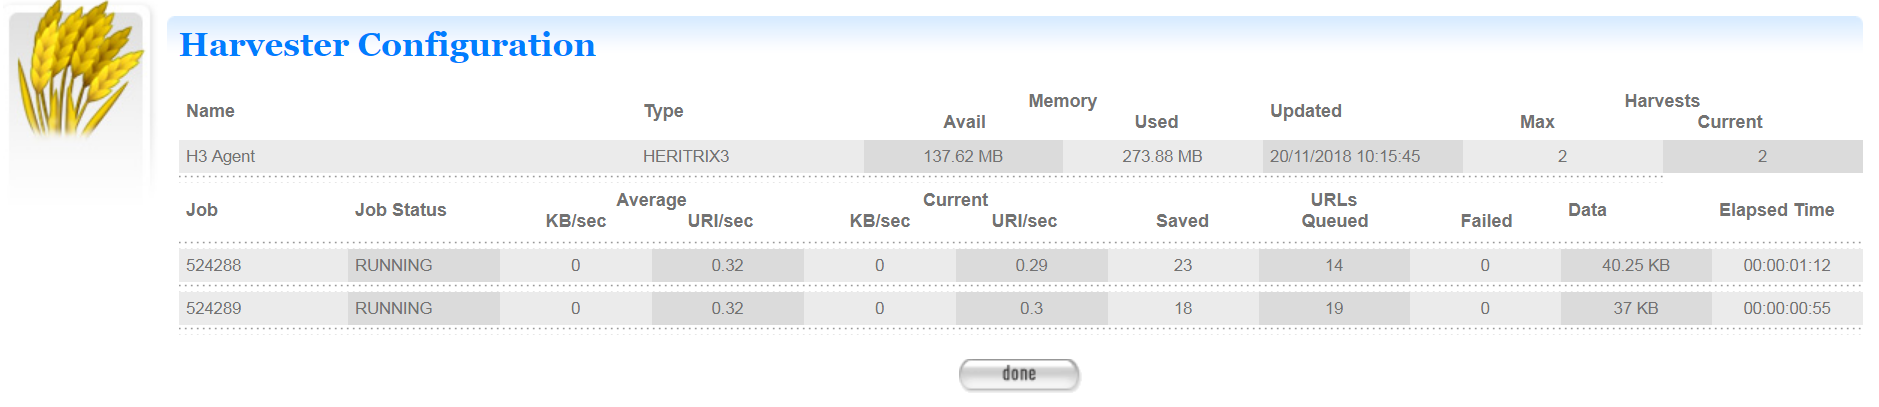 Harvester Configuration
Name Type Memory Updated Harvests
Avail Used Max Current
H3 Agent HERITRIX3 137.62 MB 273.88 MB 20/11/2018 10:15:45 2 2
Job Job Status Average Current URLs Data Elapsed Time
KB/sec URI/sec KB/sec URI/sec Saved Queued Failed
524288 RUNNING 0 0.32 0 0.29 23 14 0 40.25 KB 00:00:01:12
524289 RUNNING 0 0.32 0 0.3 18 19 0 37 KB 00:00:00:55
done